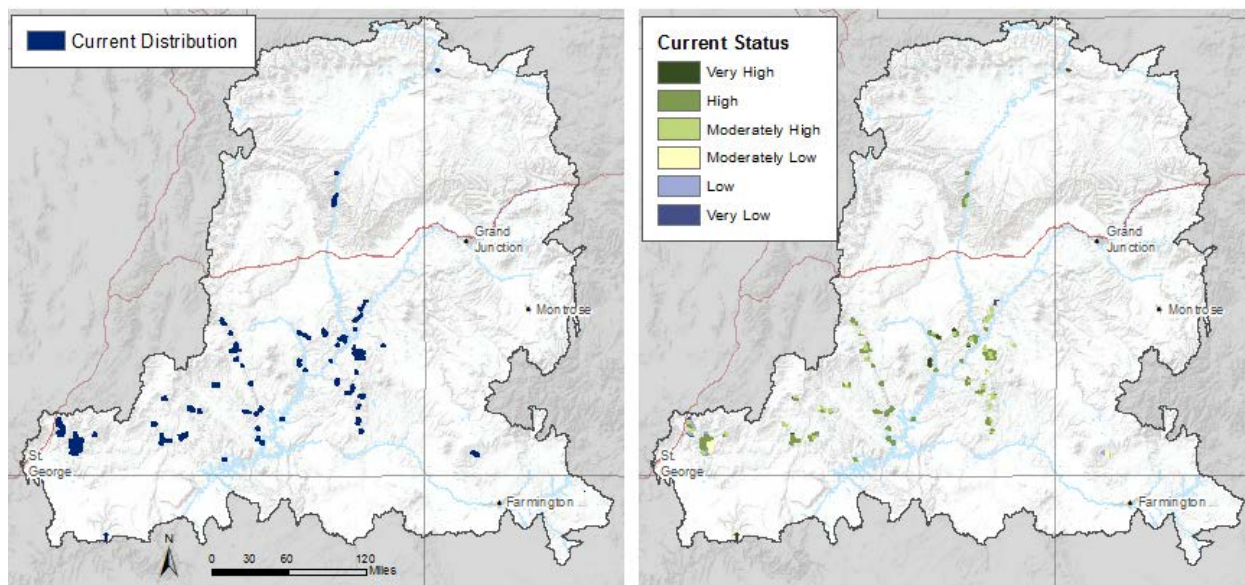 Current Distribution
Grand
Junction
Montrose
St.
George
Farmington
N
0 30 60 120
Miles
Current Status
Very High
High
Moderately High
Moderately Low
Low
Very Low
Grand
Junction
Montrose
St.
George
Farmington